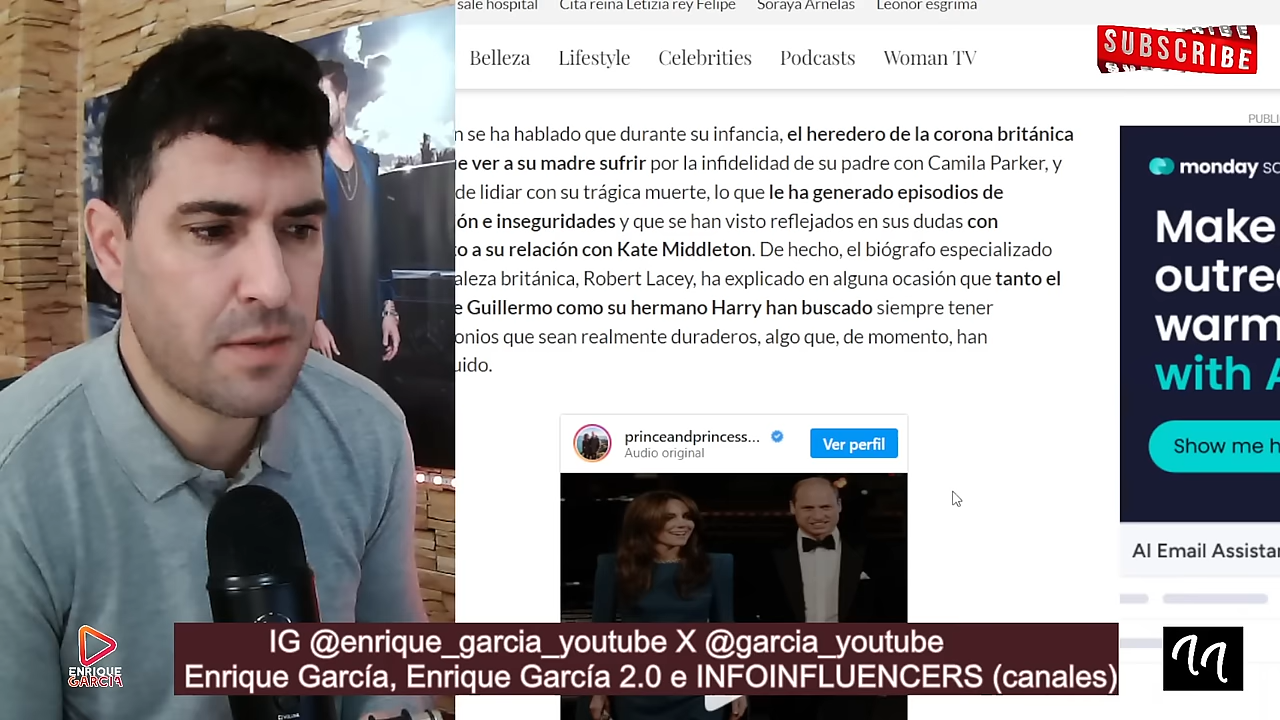 sale hospital Cita reina Letizia rey Felipe Soraya Arnelas Leonor esgrima
Belleza Lifestyle Celebrities Podcasts Woman TV
SUBSCRIBE
PUBLI
n se ha hablado que durante su infancia, el heredero de la corona británica
e ver a su madre sufrir por la infidelidad de su padre con Camila Parker, y
de lidiar con su trágica muerte, lo que le ha generado episodios de
ón e inseguridades y que se han visto reflejados en sus dudas con
o a su relación con Kate Middleton. De hecho, el biógrafo especializado
aleza británica, Robert Lacey, ha explicado en alguna ocasión que tanto el
e Guillermo como su hermano Harry han buscado siempre tener
onios que sean realmente duraderos, algo que, de momento, han
uido.
monday sa
Make
outre
warm
with A
Show me h
AI Email Assista
princeandprincess...
Audio original
Ver perfil
IG @enrique_garcia_youtube X @garcia_youtube
Enrique García, Enrique García 2.0 e INFOINFLUENCERS (canales)
ENRIQUE
GARCÍA